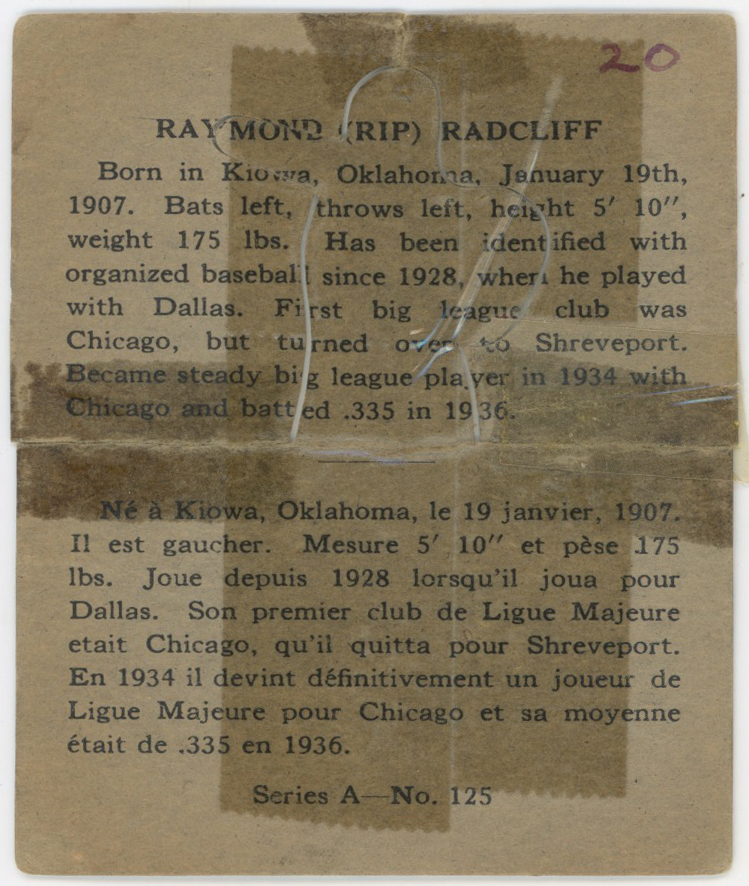 20
RAYMOND (RIP) RADCLIFF
Born in Kiowa, Oklahoma, January 19th,
1907. Bats left, throws left, height 5′ 10″,
weight 175 lbs. Has been identified with
organized baseball since 1928, when he played
with Dallas. First big league club was
Chicago, but turned over to Shreveport.
Became steady big league player in 1934 with
Chicago and batted .335 in 1936.
Né à Kiowa, Oklahoma, le 19 janvier, 1907.
Il est gaucher. Mesure 5′ 10″ et pèse 175
lbs. Joue depuis 1928 lorsqu'il joua pour
Dallas. Son premier club de Ligue Majeure
etait Chicago, qu'il quitta pour Shreveport.
En 1934 il devint définitivement un joueur de
Ligue Majeure pour Chicago et sa moyenne
était de .335 en 1936.
Series A—No. 125